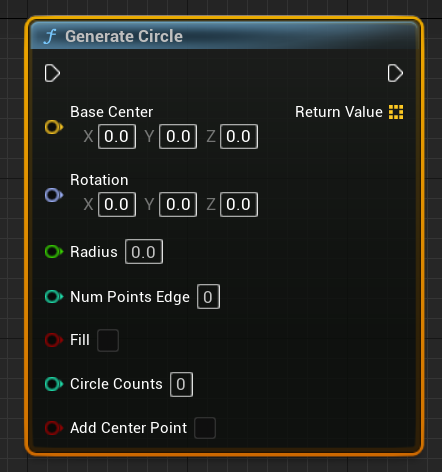 f Generate Circle
Base Center Return Value
X 0.0 Y 0.0 Z 0.0
Rotation
X 0.0 Y 0.0 Z 0.0
Radius 0.0
Num Points Edge 0
Fill
Circle Counts 0
Add Center Point